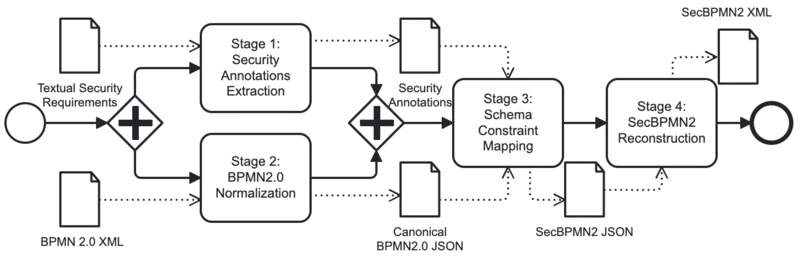 SecBPMN2 XML
Stage 1:
Security
Annotations
Extraction
Textual Security
Requirements
Security
Annotations
Stage 3:
Schema
Constraint
Mapping
Stage 4:
SecBPMN2
Reconstruction
Stage 2:
BPMN2.0
Normalization
BPMN 2.0 XML
Canonical
BPMN2.0 JSON
SecBPMN2 JSON